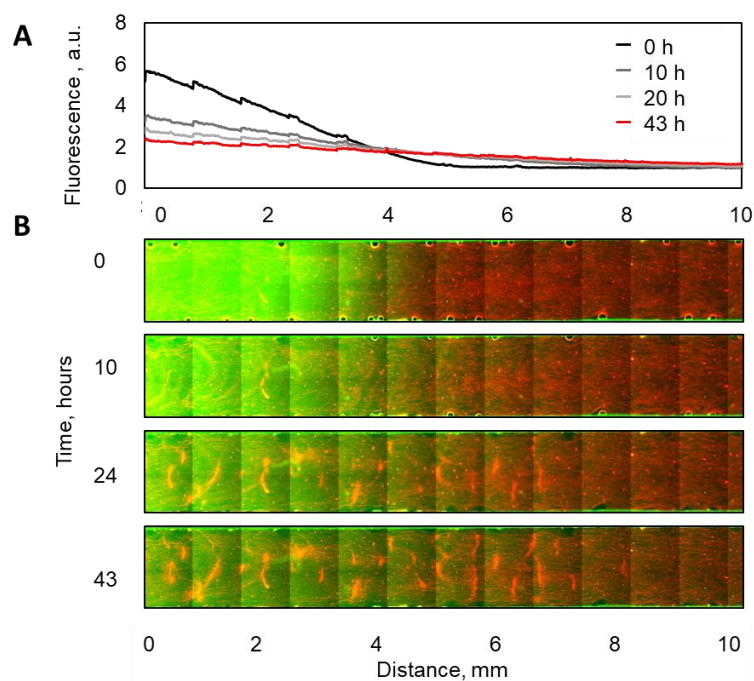 A
Fluorescence , a.u.
8
6
4
2
0
0 h
10 h
20 h
43 h
0 2 4 6 8 10
B
Time, hours
0
10
24
43
0 2 4 6 8 10
Distance, mm